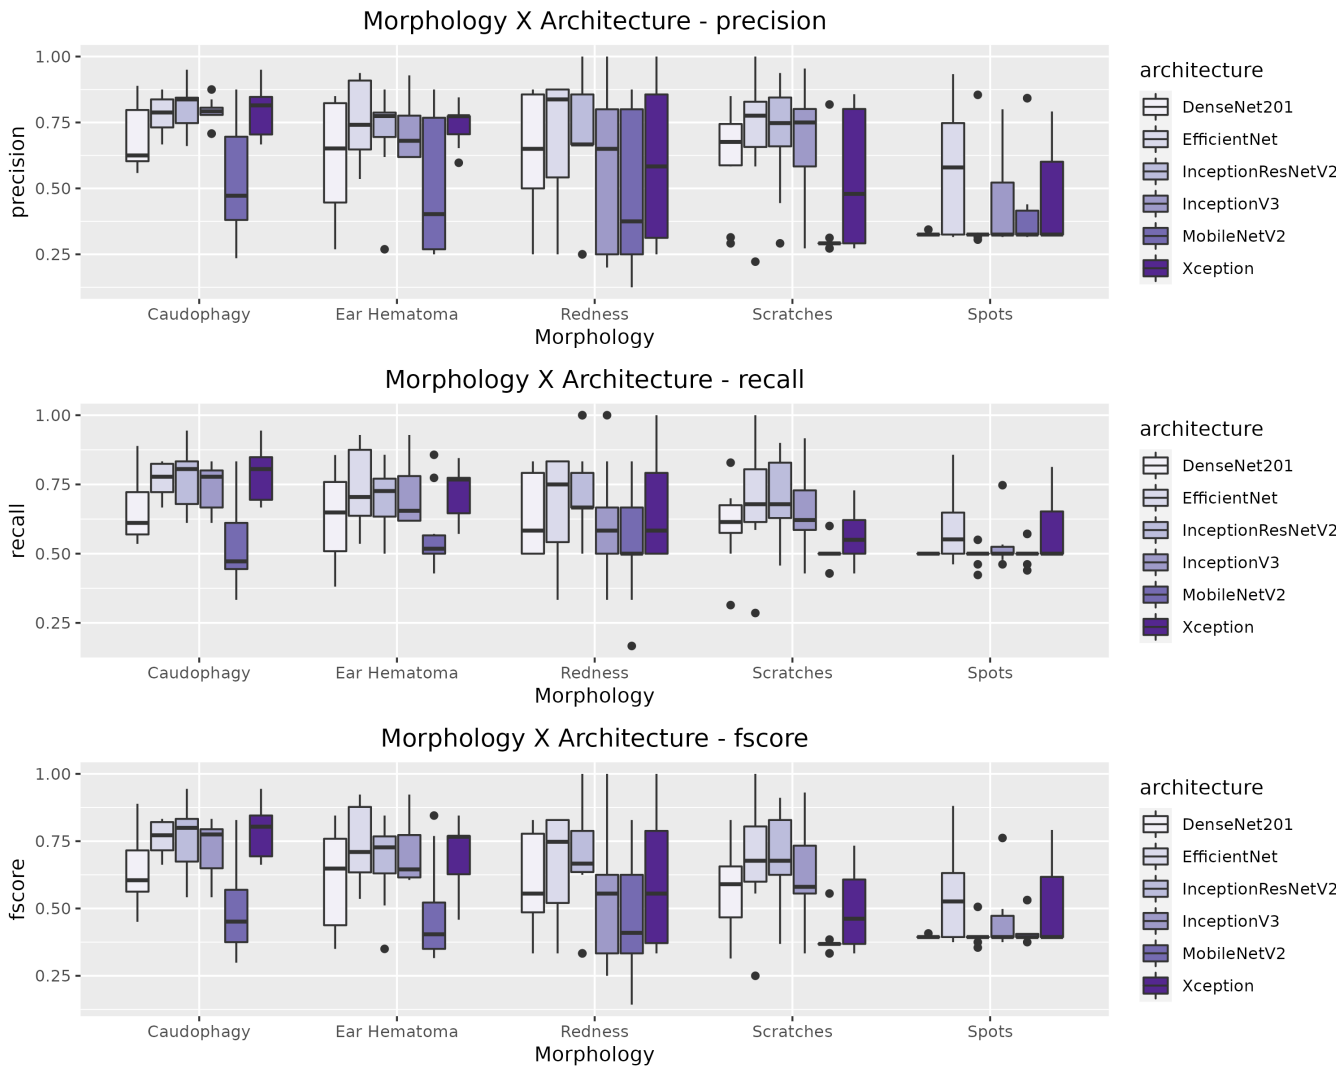 Morphology X Architecture - precision
precision
1.00
0.75
0.50
0.25
Caudophagy
Ear Hematoma
Redness
Scratches
Spots
Morphology
architecture
DenseNet201
EfficientNet
InceptionResNetV2
InceptionV3
MobileNetV2
Xception
Morphology X Architecture - recall
recall
1.00
0.75
0.50
0.25
Caudophagy
Ear Hematoma
Redness
Scratches
Spots
Morphology
architecture
DenseNet201
EfficientNet
InceptionResNetV2
InceptionV3
MobileNetV2
Xception
Morphology X Architecture - fscore
fscore
1.00
0.75
0.50
0.25
Caudophagy
Ear Hematoma
Redness
Scratches
Spots
Morphology
architecture
DenseNet201
EfficientNet
InceptionResNetV2
InceptionV3
MobileNetV2
Xception